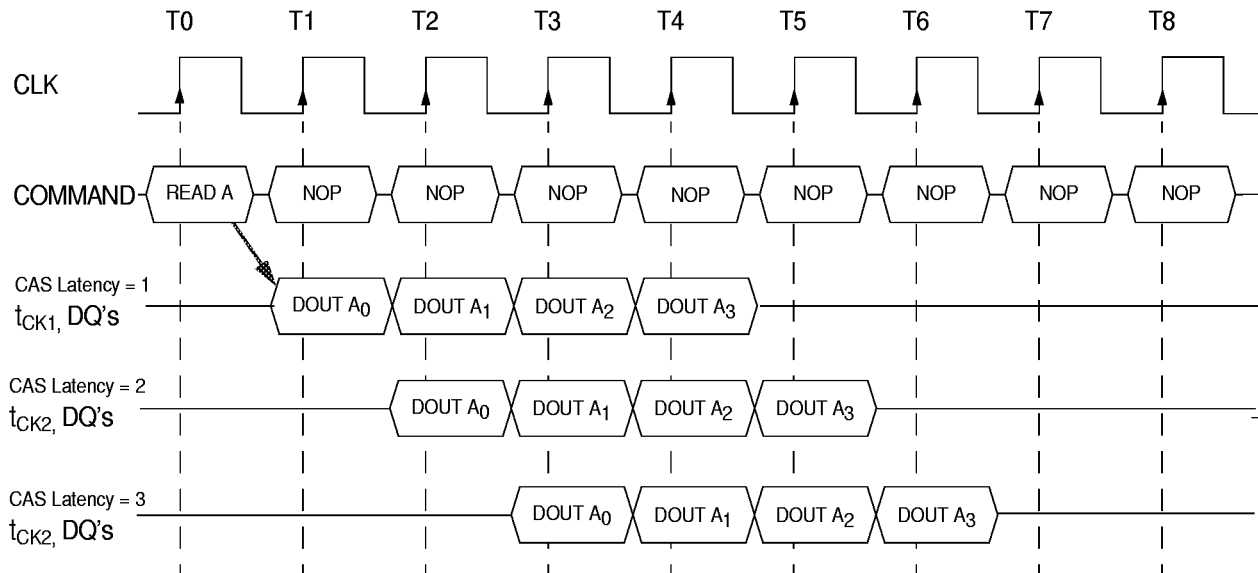 T0 T1 T2 T3 T4 T5 T6 T7 T8
CLK
COMMAND READ A NOP NOP NOP NOP NOP NOP NOP NOP
CAS Latency = 1
tCK1, DQ's DOUT A0 DOUT A1 DOUT A2 DOUT A3
CAS Latency = 2
tCK2, DQ's DOUT A0 DOUT A1 DOUT A2 DOUT A3
CAS Latency = 3
tCK2, DQ's DOUT A0 DOUT A1 DOUT A2 DOUT A3